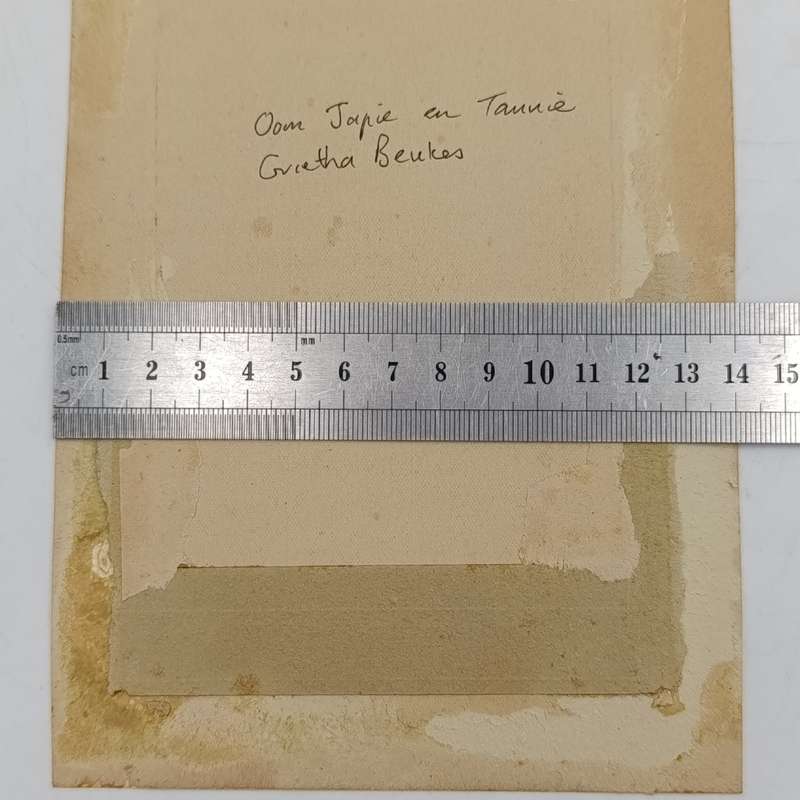 Oom Japie en Tannie
Grietha Beukes
0.5mm mm
cm 1 2 3 4 5 6 7 8 9 10 11 12 13 14 15